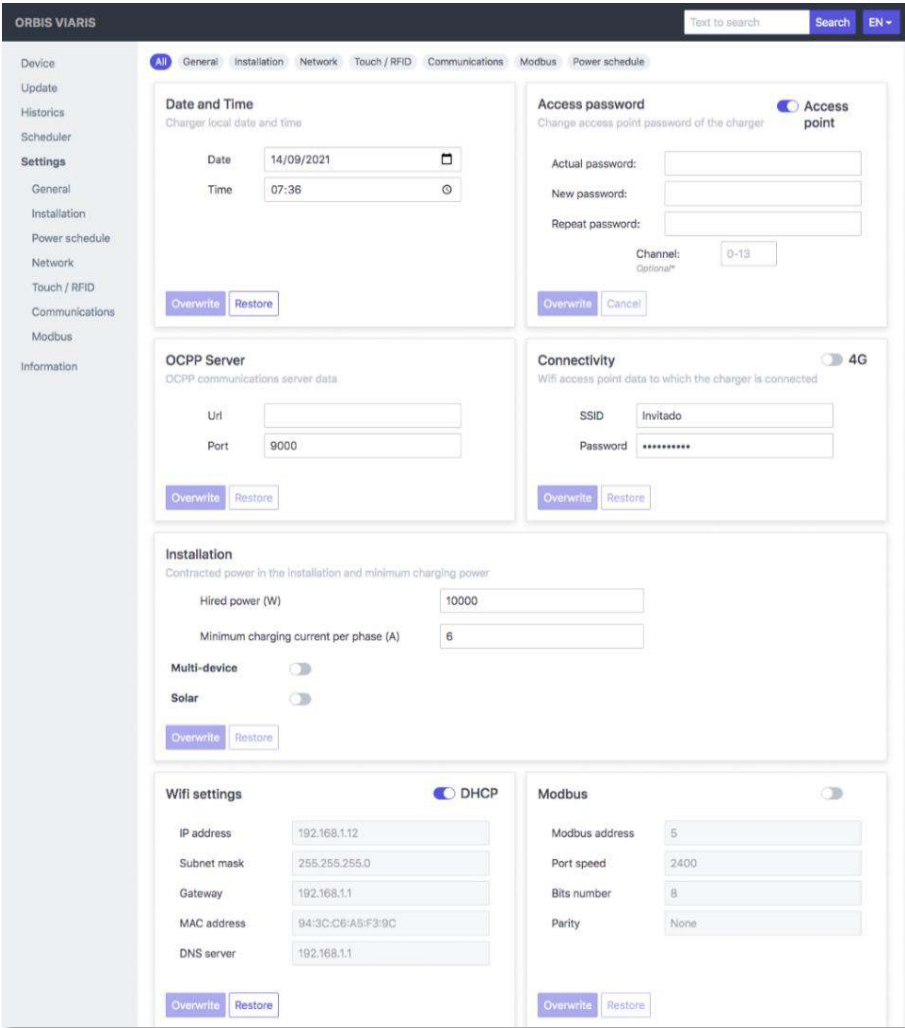 ORBIS VIARIS
Text to search
Search
EN
Device
Update
Historics
Scheduler
Settings
General
Installation
Power schedule
Network
Touch / RFID
Communications
Modbus
Information
All General Installation Network Touch / RFID Communications Modbus Power schedule
Date and Time
Charger local date and time
Date 14/09/2021
Time 07:36
Overwrite Restore
Access password
Access point
Change access point password of the charger
Actual password:
New password:
Repeat password:
Channel: 0-13
Optional*
Overwrite Cancel
OCPP Server
OCPP communications server data
Url
Port 9000
Overwrite Restore
Connectivity 4G
Wifi access point data to which the charger is connected
SSID Invitado
Password ••••••••••
Overwrite Restore
Installation
Contracted power in the installation and minimum charging power
Hired power (W) 10000
Minimum charging current per phase (A) 6
Multi-device
Solar
Overwrite Restore
Wifi settings DHCP
IP address 192.168.1.12
Subnet mask 255.255.255.0
Gateway 192.168.1.1
MAC address 94:3C:C6:A5:F3:9C
DNS server 192.168.1.1
Overwrite Restore
Modbus
Modbus address 5
Port speed 2400
Bits number 8
Parity None
Overwrite Restore